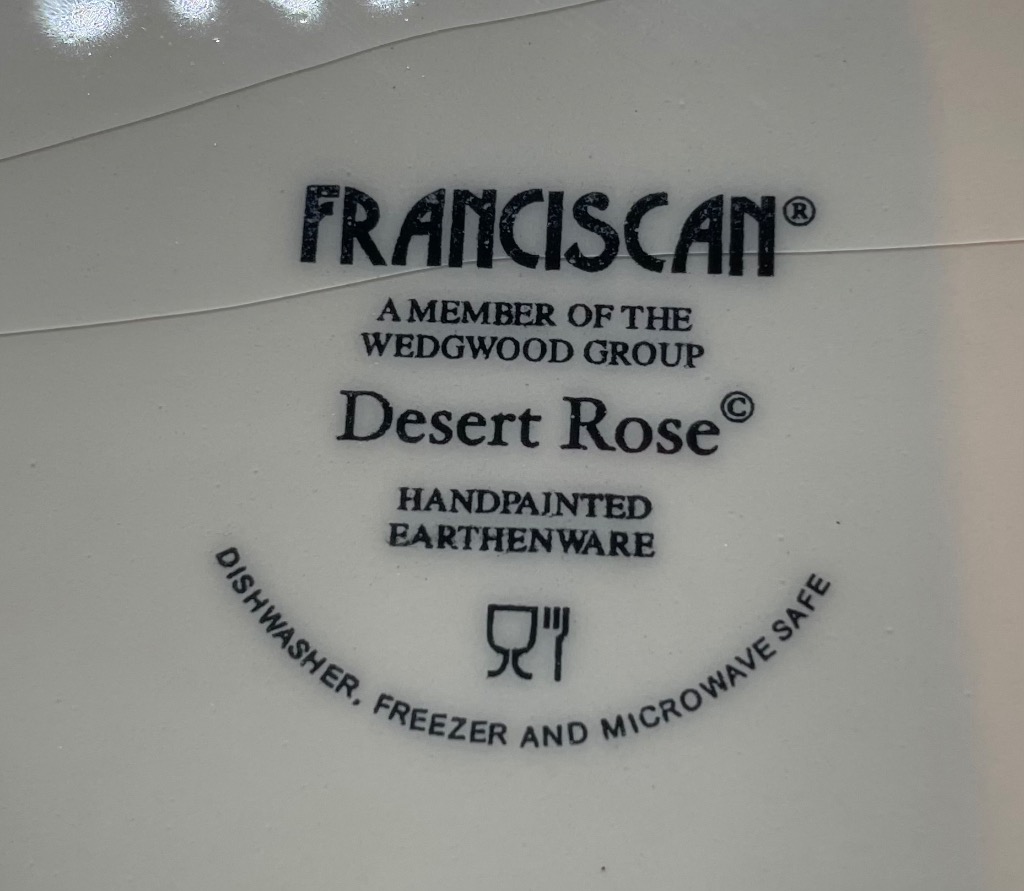 FRANCISCAN®
A MEMBER OF THE
WEDGWOOD GROUP
Desert Rose©
HANDPAINTED
EARTHENWARE
DISHWASHER, FREEZER AND MICROWAVE SAFE